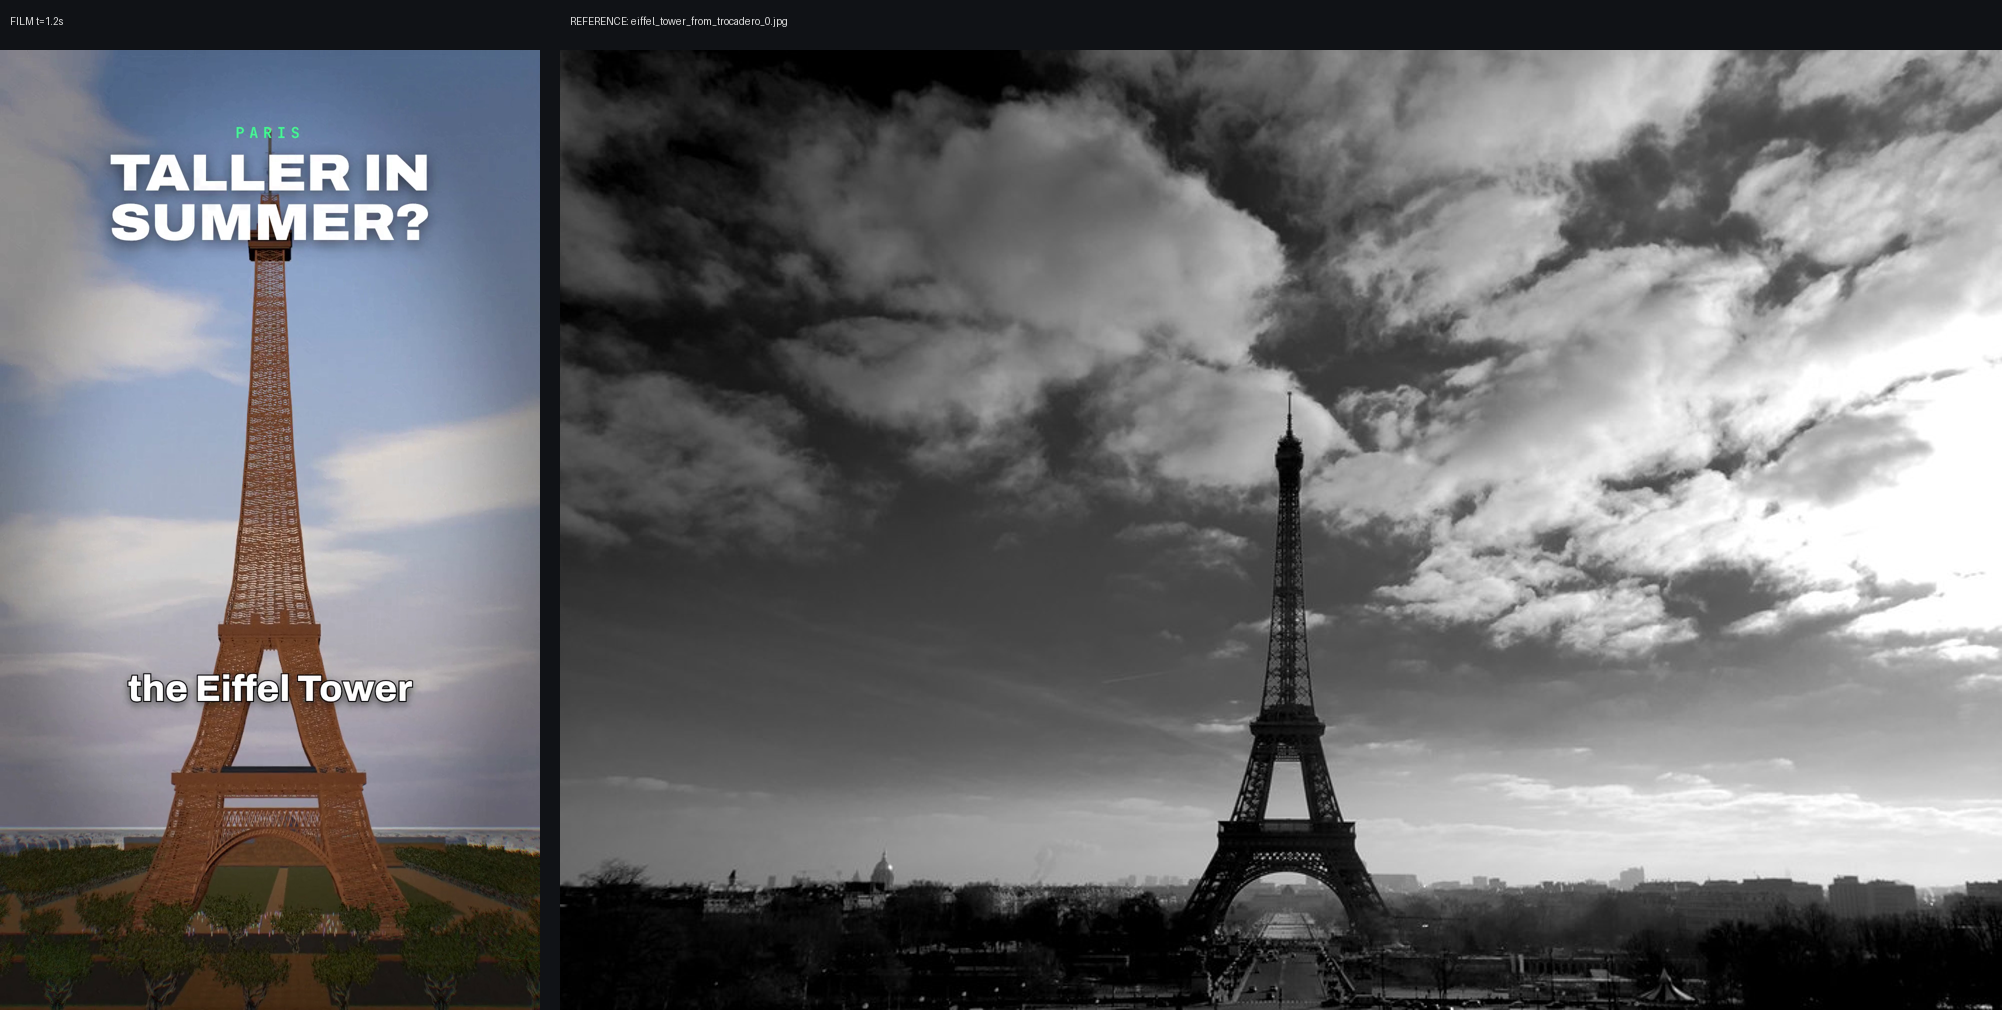 FILM t=1.2s
REFERENCE: eiffel_tower_from_trocadero_0.jpg
PARIS
TALLER IN
SUMMER?
the Eiffel Tower